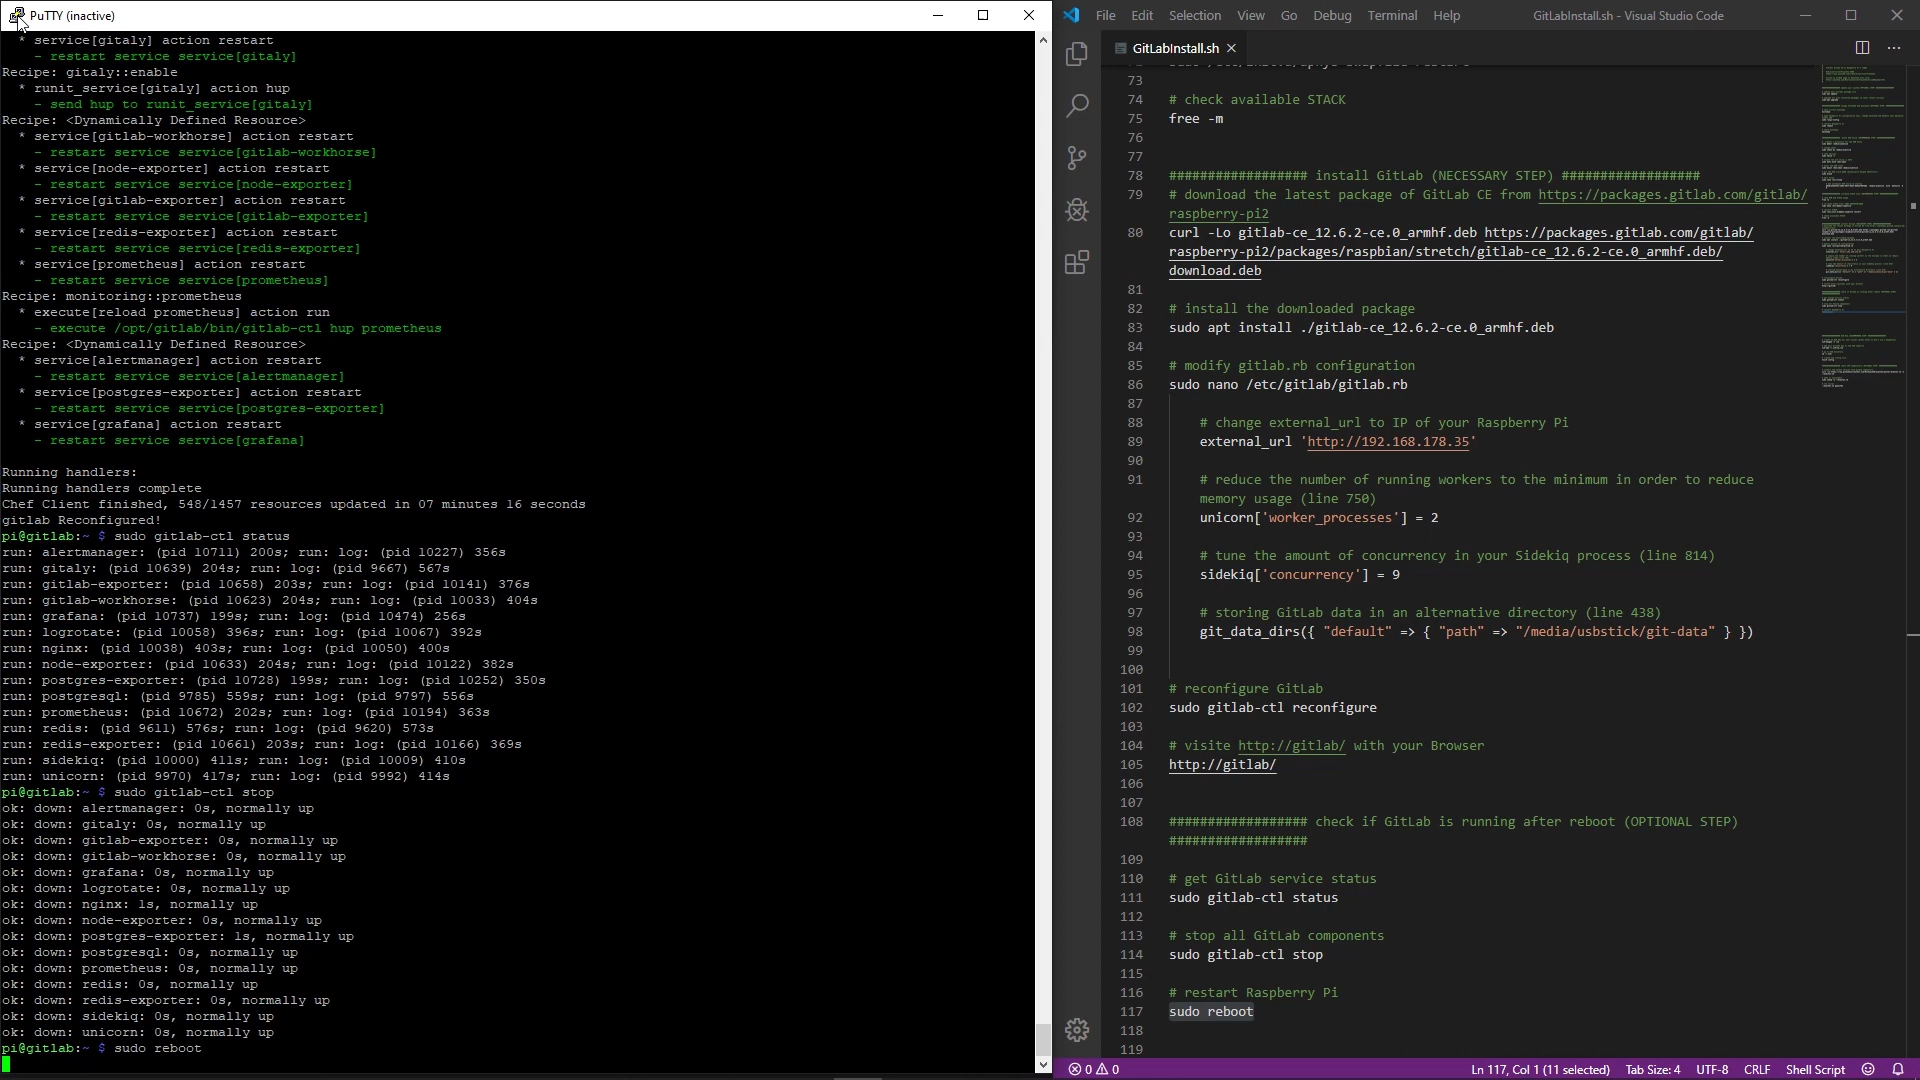 PuTTY (inactive)
* service[gitaly] action restart
- restart service service[gitaly]
Recipe: gitaly::enable
* runit_service[gitaly] action hup
- send hup to runit_service[gitaly]
Recipe: <Dynamically Defined Resource>
* service[gitlab-workhorse] action restart
- restart service service[gitlab-workhorse]
* service[node-exporter] action restart
- restart service service[node-exporter]
* service[gitlab-exporter] action restart
- restart service service[gitlab-exporter]
* service[redis-exporter] action restart
- restart service service[redis-exporter]
* service[prometheus] action restart
- restart service service[prometheus]
Recipe: monitoring::prometheus
* execute[reload prometheus] action run
- execute /opt/gitlab/bin/gitlab-ctl hup prometheus
Recipe: <Dynamically Defined Resource>
* service[alertmanager] action restart
- restart service service[alertmanager]
* service[postgres-exporter] action restart
- restart service service[postgres-exporter]
* service[grafana] action restart
- restart service service[grafana]
Running handlers:
Running handlers complete
Chef Client finished, 548/1457 resources updated in 07 minutes 16 seconds
gitlab Reconfigured!
pi@gitlab:~ $ sudo gitlab-ctl status
run: alertmanager: (pid 10711) 200s; run: log: (pid 10227) 356s
run: gitaly: (pid 10639) 204s; run: log: (pid 9667) 567s
run: gitlab-exporter: (pid 10658) 203s; run: log: (pid 10141) 376s
run: gitlab-workhorse: (pid 10623) 204s; run: log: (pid 10033) 404s
run: grafana: (pid 10737) 199s; run: log: (pid 10474) 256s
run: logrotate: (pid 10058) 396s; run: log: (pid 10067) 392s
run: nginx: (pid 10038) 403s; run: log: (pid 10050) 400s
run: node-exporter: (pid 10633) 204s; run: log: (pid 10122) 382s
run: postgres-exporter: (pid 10728) 199s; run: log: (pid 10252) 350s
run: postgresql: (pid 9785) 559s; run: log: (pid 9797) 556s
run: prometheus: (pid 10672) 202s; run: log: (pid 10194) 363s
run: redis: (pid 9611) 576s; run: log: (pid 9620) 573s
run: redis-exporter: (pid 10661) 203s; run: log: (pid 10166) 369s
run: sidekiq: (pid 10000) 411s; run: log: (pid 10009) 410s
run: unicorn: (pid 9970) 417s; run: log: (pid 9992) 414s
pi@gitlab:~ $ sudo gitlab-ctl stop
ok: down: alertmanager: 0s, normally up
ok: down: gitaly: 0s, normally up
ok: down: gitlab-exporter: 0s, normally up
ok: down: gitlab-workhorse: 0s, normally up
ok: down: grafana: 0s, normally up
ok: down: logrotate: 0s, normally up
ok: down: nginx: 1s, normally up
ok: down: node-exporter: 0s, normally up
ok: down: postgres-exporter: 1s, normally up
ok: down: postgresql: 0s, normally up
ok: down: prometheus: 0s, normally up
ok: down: redis: 0s, normally up
ok: down: redis-exporter: 0s, normally up
ok: down: sidekiq: 0s, normally up
ok: down: unicorn: 0s, normally up
pi@gitlab:~ $ sudo reboot
File Edit Selection View Go Debug Terminal Help GitLabInstall.sh - Visual Studio Code
GitLabInstall.sh
73
74 # check available STACK
75 free -m
76
77
78 ################## install GitLab (NECESSARY STEP) ##################
79 # download the latest package of GitLab CE from https://packages.gitlab.com/gitlab/
raspberry-pi2
80 curl -Lo gitlab-ce_12.6.2-ce.0_armhf.deb https://packages.gitlab.com/gitlab/
raspberry-pi2/packages/raspbian/stretch/gitlab-ce_12.6.2-ce.0_armhf.deb/
download.deb
81
82 # install the downloaded package
83 sudo apt install ./gitlab-ce_12.6.2-ce.0_armhf.deb
84
85 # modify gitlab.rb configuration
86 sudo nano /etc/gitlab/gitlab.rb
87
88 # change external_url to IP of your Raspberry Pi
89 external_url 'http://192.168.178.35'
90
91 # reduce the number of running workers to the minimum in order to reduce
memory usage (line 750)
92 unicorn['worker_processes'] = 2
93
94 # tune the amount of concurrency in your Sidekiq process (line 814)
95 sidekiq['concurrency'] = 9
96
97 # storing GitLab data in an alternative directory (line 438)
98 git_data_dirs({ "default" => { "path" => "/media/usbstick/git-data" } })
99
100
101 # reconfigure GitLab
102 sudo gitlab-ctl reconfigure
103
104 # visite http://gitlab/ with your Browser
105 http://gitlab/
106
107
108 ################## check if GitLab is running after reboot (OPTIONAL STEP)
##################
109
110 # get GitLab service status
111 sudo gitlab-ctl status
112
113 # stop all GitLab components
114 sudo gitlab-ctl stop
115
116 # restart Raspberry Pi
117 sudo reboot
118
119
0 0 Ln 117, Col 1 (11 selected) Tab Size: 4 UTF-8 CRLF Shell Script